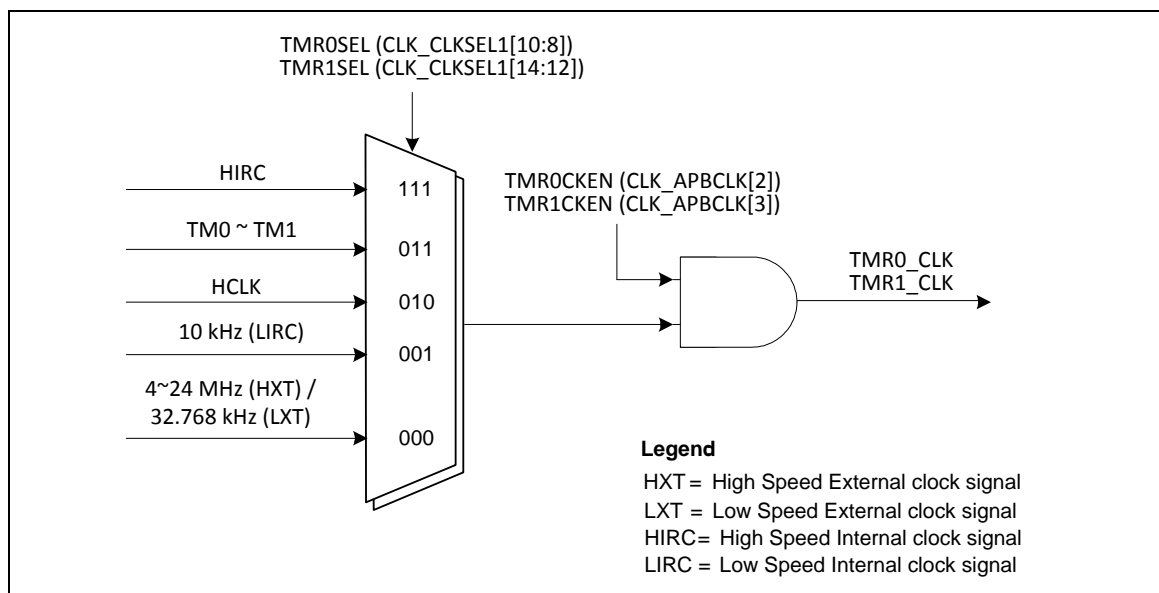 TMR0SEL (CLK_CLKSEL1[10:8])
TMR1SEL (CLK_CLKSEL1[14:12])
HIRC
111
TM0 ~ TM1
011
HCLK
010
10 kHz (LIRC)
001
4~24 MHz (HXT) /
32.768 kHz (LXT)
000
TMR0CKEN (CLK_APBCLK[2])
TMR1CKEN (CLK_APBCLK[3])
TMR0_CLK
TMR1_CLK
Legend
HXT = High Speed External clock signal
LXT = Low Speed External clock signal
HIRC= High Speed Internal clock signal
LIRC = Low Speed Internal clock signal